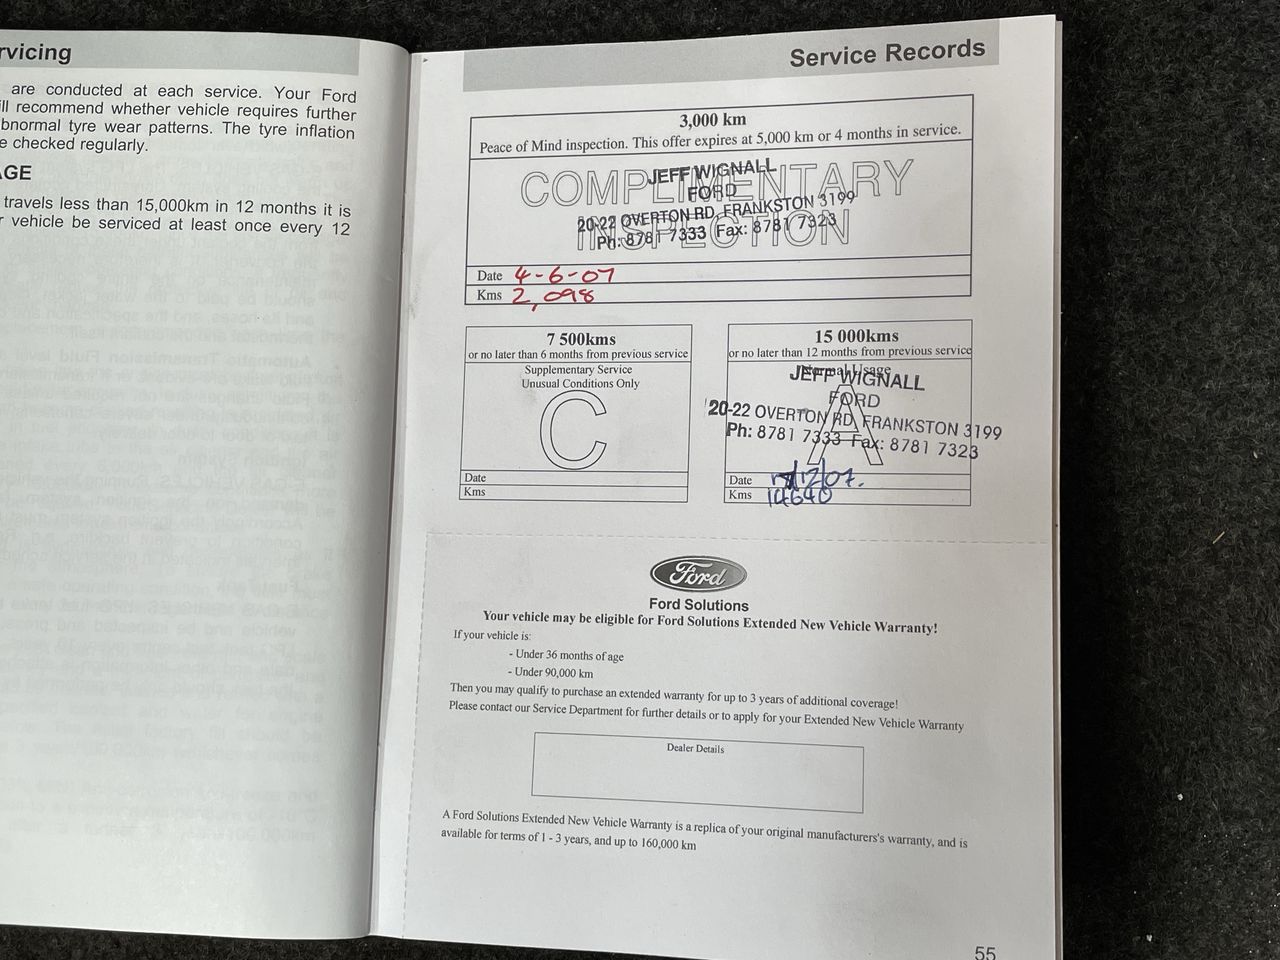 rvicing
are conducted at each service. Your Ford
ill recommend whether vehicle requires further
bnormal tyre wear patterns. The tyre inflation
e checked regularly.
AGE
travels less than 15,000km in 12 months it is
r vehicle be serviced at least once every 12
Service Records
3,000 km
Peace of Mind inspection. This offer expires at 5,000 km or 4 months in service.
COMPLIMENTARY
INSPECTION
JEFF WIGNALL
FORD
20-22 OVERTON RD, FRANKSTON 3199
Ph: 8781 7333 Fax: 8781 7323
Date 4-6-07
Kms 2,098
7 500kms
or no later than 6 months from previous service
Supplementary Service
Unusual Conditions Only
C
Date
Kms
15 000kms
or no later than 12 months from previous service
Normal Usage
A
JEFF WIGNALL
FORD
20-22 OVERTON RD, FRANKSTON 3199
Ph: 8781 7333 Fax: 8781 7323
Date /12/07.
Kms 14640
Ford
Ford Solutions
Your vehicle may be eligible for Ford Solutions Extended New Vehicle Warranty!
If your vehicle is:
- Under 36 months of age
- Under 90,000 km
Then you may qualify to purchase an extended warranty for up to 3 years of additional coverage!
Please contact our Service Department for further details or to apply for your Extended New Vehicle Warranty
Dealer Details
A Ford Solutions Extended New Vehicle Warranty is a replica of your original manufacturers's warranty, and is
available for terms of 1 - 3 years, and up to 160,000 km
55